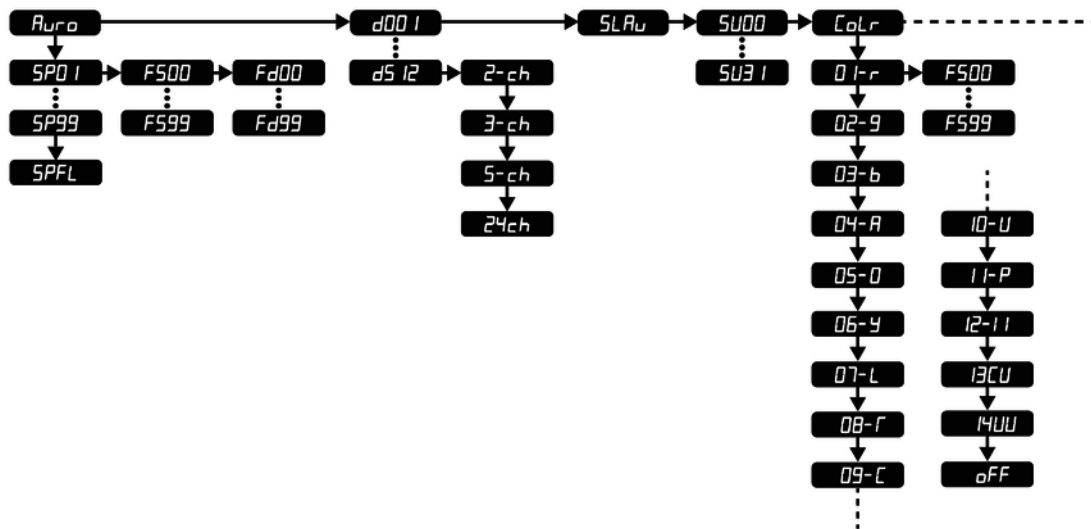 Auro d001 SLAu SU00 CoLr
SP01 FS00 Fd00 dS12 2-ch SU31 01-r FS00
SP99 FS99 Fd99 3-ch 02-9 FS99
SPFL 5-ch 03-b
24ch 04-A 10-U
05-O 11-P
06-y 12-11
07-L 13CU
08-Γ 14UU
09-C oFF